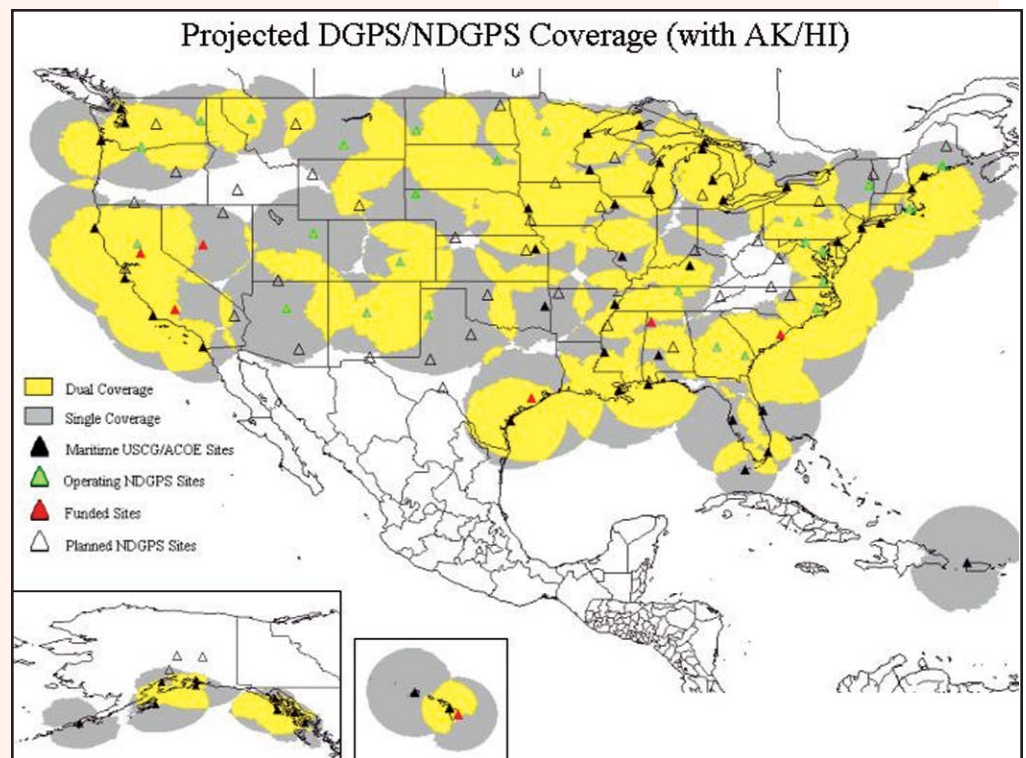 Projected DGPS/NDGPS Coverage (with AK/HI)
Dual Coverage
Single Coverage
Maritime USCG/ACOE Sites
Operating NDGPS Sites
Funded Sites
Planned NDGPS Sites